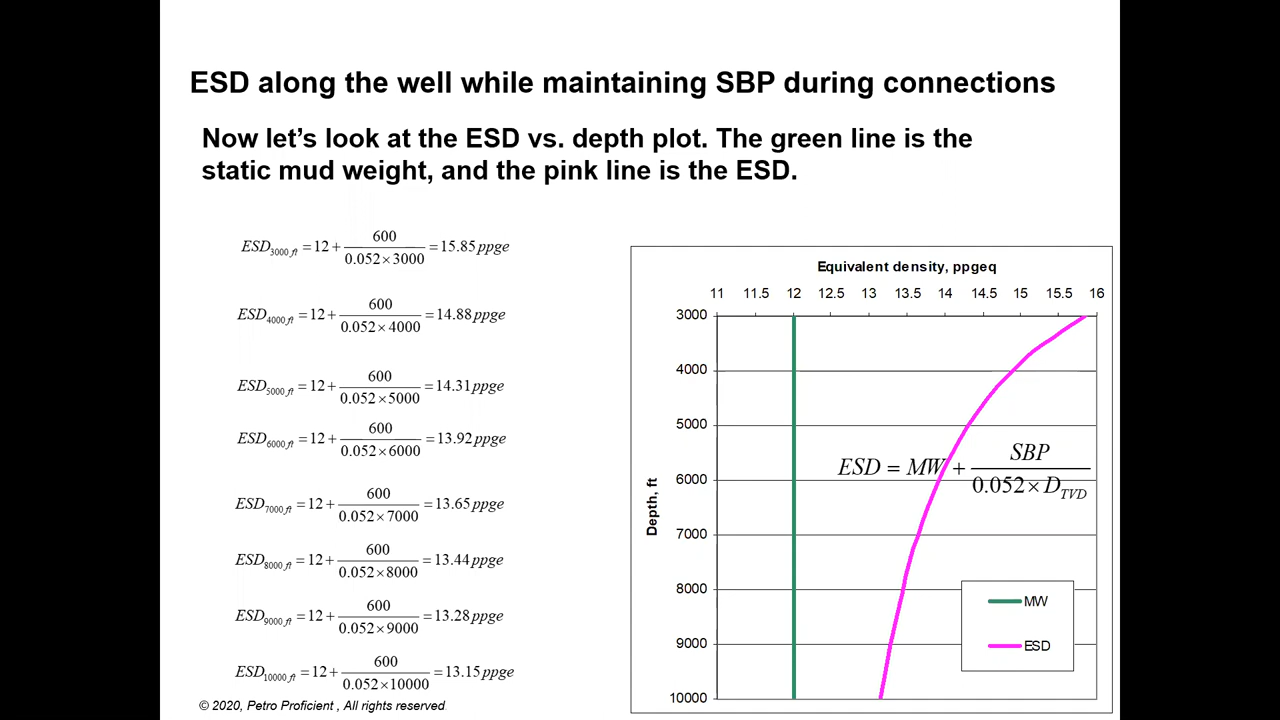 ESD along the well while maintaining SBP during connections
Now let’s look at the ESD vs. depth plot. The green line is the
static mud weight, and the pink line is the ESD.
ESD3000 ft = 12 + 600 / 0.052×3000 = 15.85 ppge
ESD4000 ft = 12 + 600 / 0.052×4000 = 14.88 ppge
ESD5000 ft = 12 + 600 / 0.052×5000 = 14.31 ppge
ESD6000 ft = 12 + 600 / 0.052×6000 = 13.92 ppge
ESD7000 ft = 12 + 600 / 0.052×7000 = 13.65 ppge
ESD8000 ft = 12 + 600 / 0.052×8000 = 13.44 ppge
ESD9000 ft = 12 + 600 / 0.052×9000 = 13.28 ppge
ESD10000 ft = 12 + 600 / 0.052×10000 = 13.15 ppge
© 2020, Petro Proficient , All rights reserved
Equivalent density, ppgeq
11 11.5 12 12.5 13 13.5 14 14.5 15 15.5 16
3000
4000
5000
6000
7000
8000
9000
10000
Depth, ft
ESD = MW + SBP / 0.052 × DTVD
MW
ESD